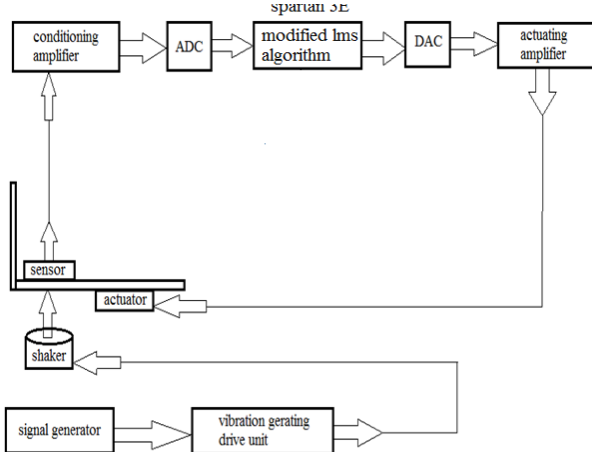 spartan 3E
conditioning
amplifier
ADC
modified lms
algorithm
DAC
actuating
amplifier
sensor
actuator
shaker
signal generator
vibration gerating
drive unit